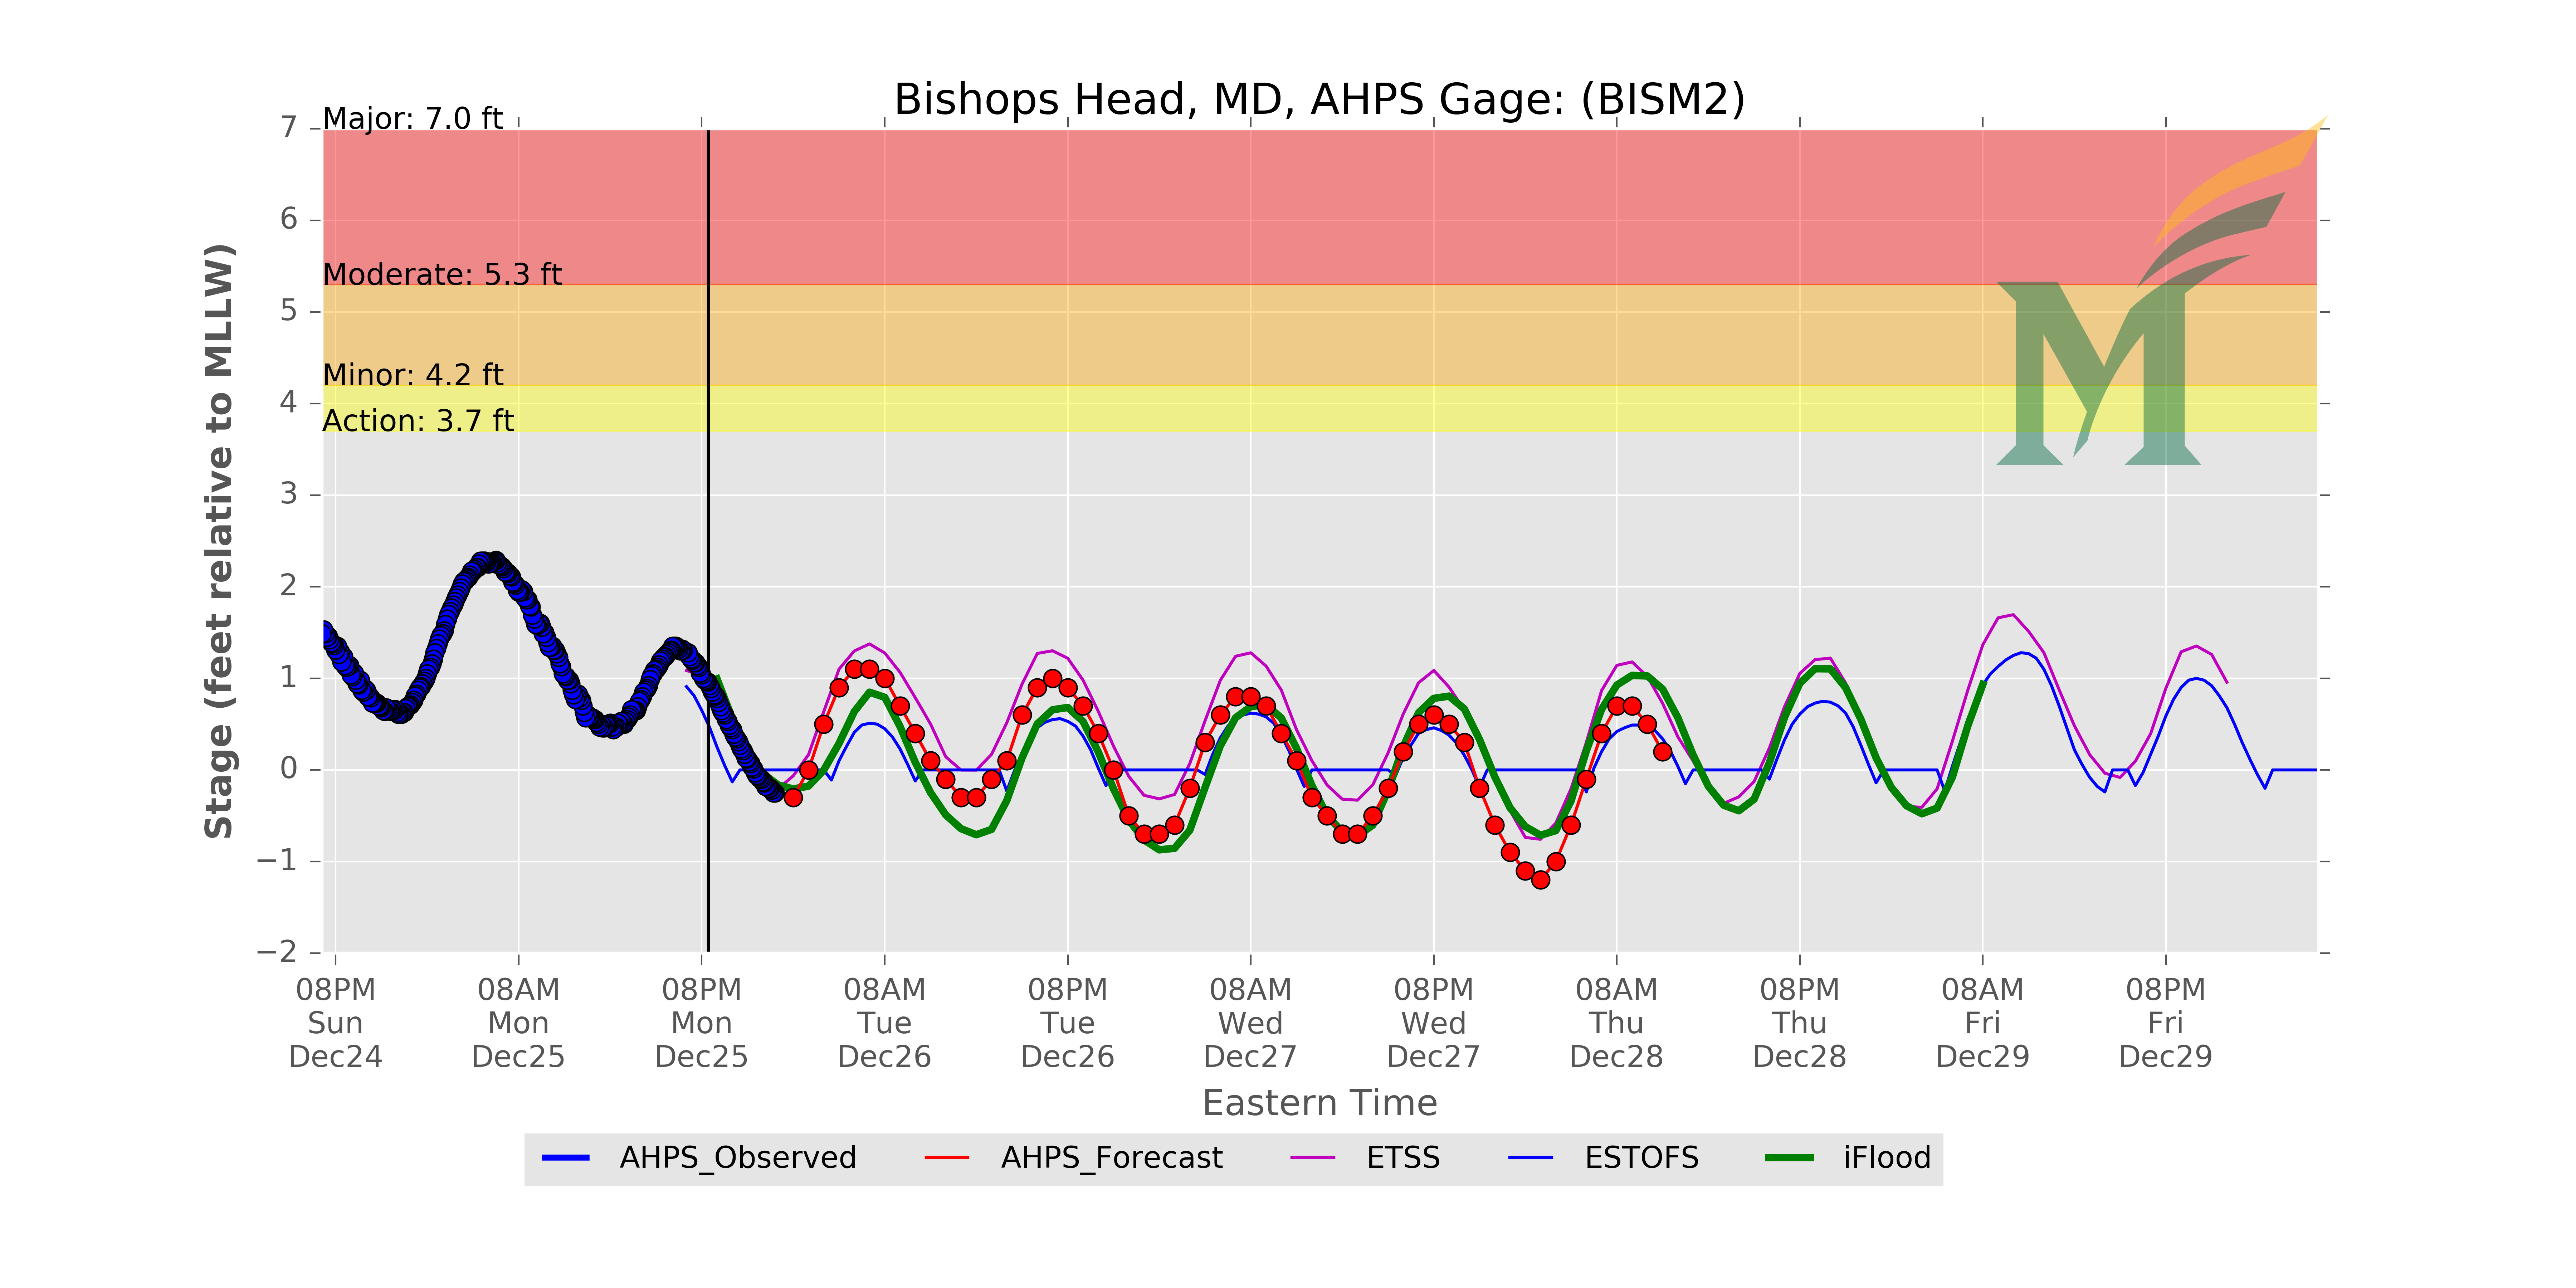 Bishops Head, MD, AHPS Gage: (BISM2)
Major: 7.0 ft
Moderate: 5.3 ft
Minor: 4.2 ft
Action: 3.7 ft
Stage (feet relative to MLLW)
7
6
5
4
3
2
1
0
−1
−2
08PM 08AM 08PM 08AM 08PM 08AM 08PM 08AM 08PM 08AM 08PM
Sun Mon Mon Tue Tue Wed Wed Thu Thu Fri Fri
Dec24 Dec25 Dec25 Dec26 Dec26 Dec27 Dec27 Dec28 Dec28 Dec29 Dec29
Eastern Time
AHPS_Observed AHPS_Forecast ETSS ESTOFS iFlood
M